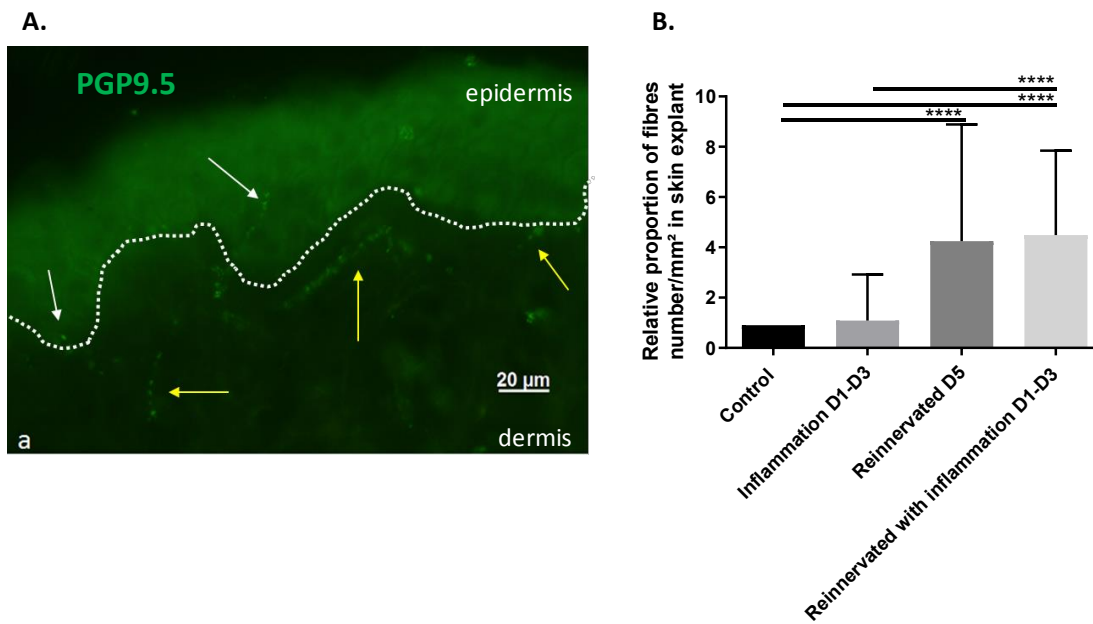 A.
PGP9.5
epidermis
20 µm
dermis
a
B.
Relative proportion of fibres
number/mm² in skin explant
10
8
6
4
2
0
****
****
****
Control
Inflammation D1-D3
Reinnervated D5
Reinnervated with inflammation D1-D3